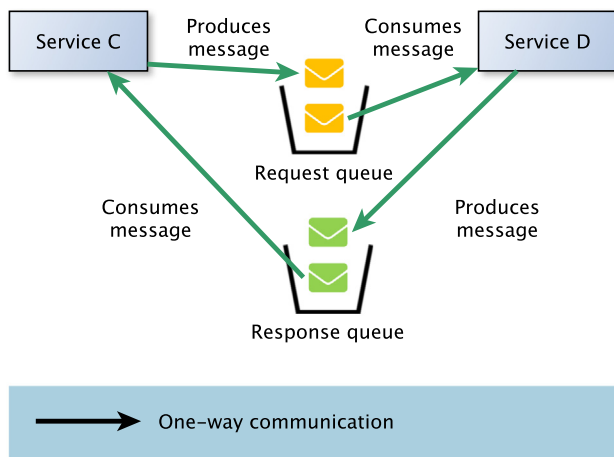 Service C
Produces
message
Consumes
message
Service D
Request queue
Consumes
message
Produces
message
Response queue
One-way communication